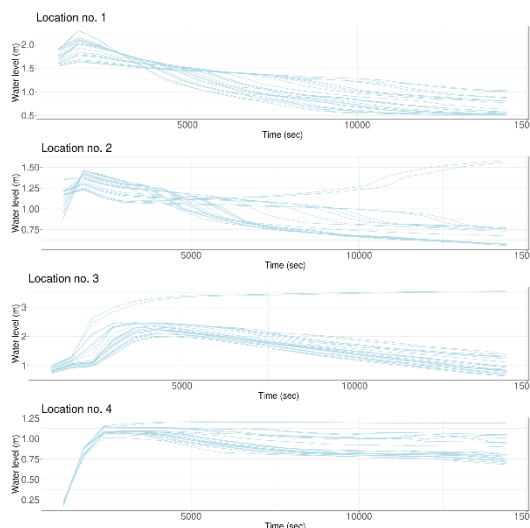 Location no. 1
Water level (m)
2.0
1.5
1.0
0.5
5000
10000
150
Time (sec)
Location no. 2
Water level (m)
1.50
1.25
1.00
0.75
5000
10000
150
Time (sec)
Location no. 3
Water level (m)
3
2
1
5000
10000
150
Time (sec)
Location no. 4
Water level (m)
1.25
1.00
0.75
0.50
0.25
5000
10000
150
Time (sec)